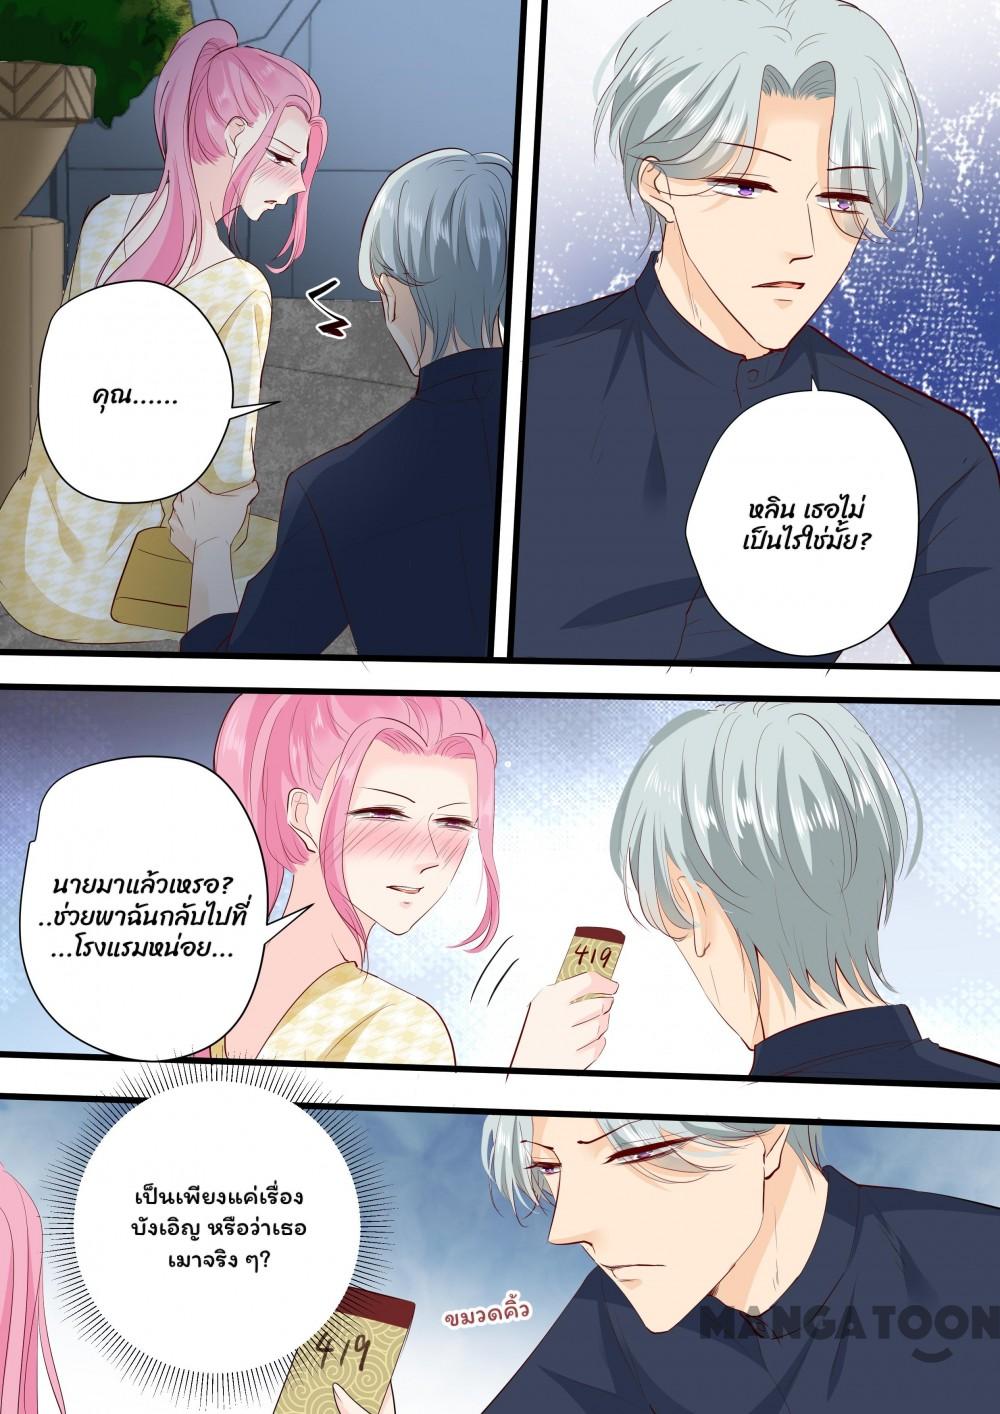 คุณ......
หลิน เธอไม่
เป็นไรใช่มั้ย?
นายมาแล้วเหรอ?
..ช่วยพาฉันกลับไปที่
...โรงแรมหน่อย...
419
เป็นเพียงแค่เรื่อง
บังเอิญ หรือว่าเธอ
เมาจริง ๆ?
ขมวดคิ้ว
419
MANGATOON